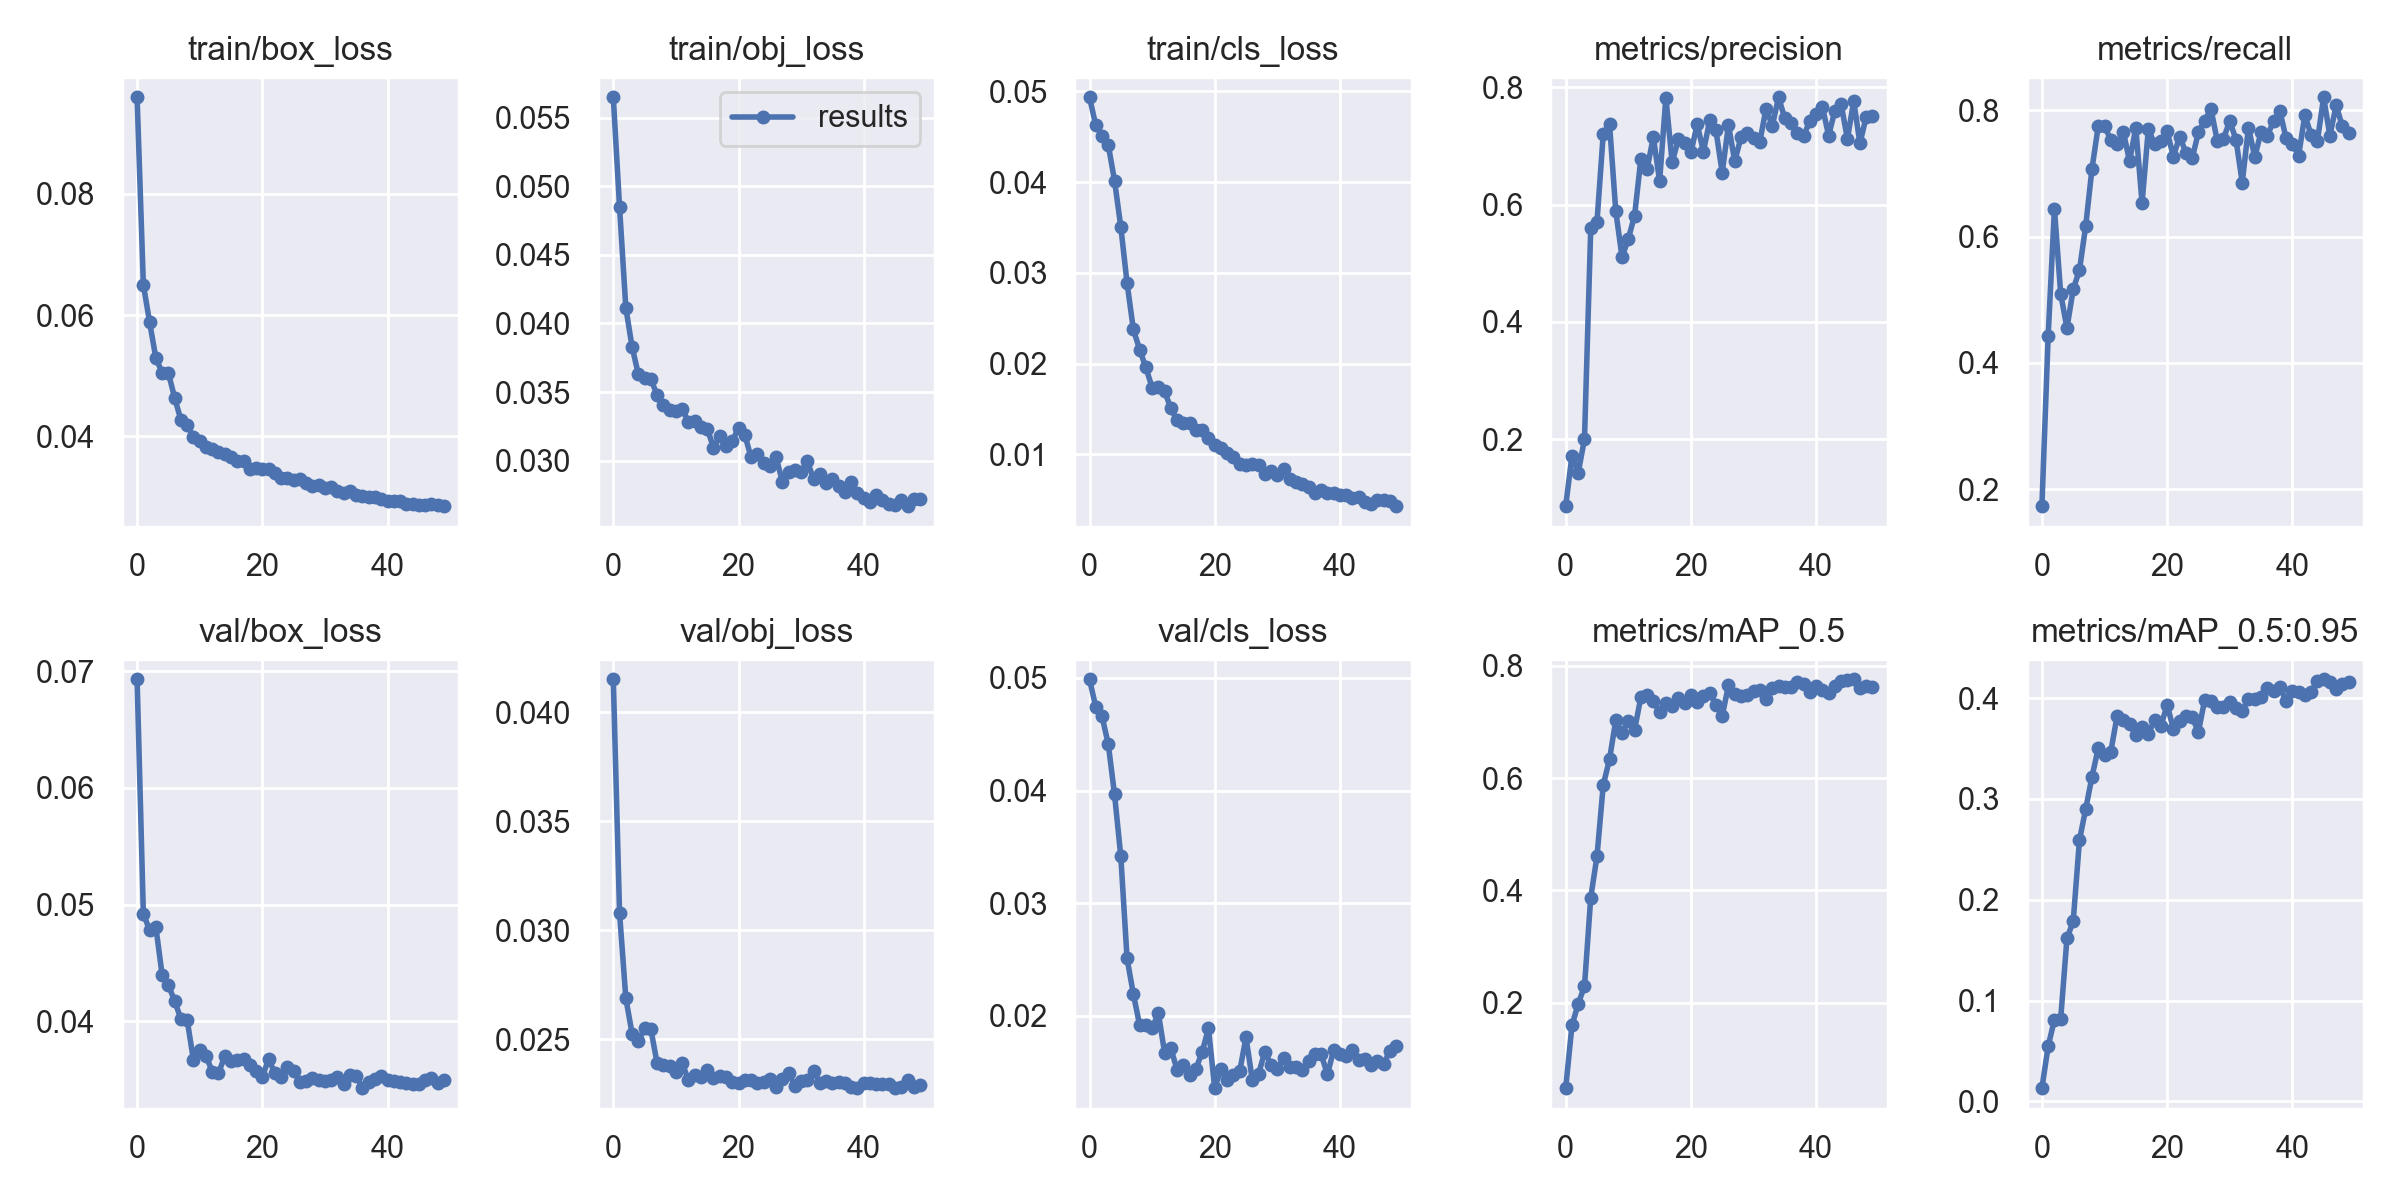 train/box_loss
0.08
0.06
0.04
0 20 40
train/obj_loss
results
0.055
0.050
0.045
0.040
0.035
0.030
0 20 40
train/cls_loss
0.05
0.04
0.03
0.02
0.01
0 20 40
metrics/precision
0.8
0.6
0.4
0.2
0 20 40
metrics/recall
0.8
0.6
0.4
0.2
0 20 40
val/box_loss
0.07
0.06
0.05
0.04
0 20 40
val/obj_loss
0.040
0.035
0.030
0.025
0 20 40
val/cls_loss
0.05
0.04
0.03
0.02
0 20 40
metrics/mAP_0.5
0.8
0.6
0.4
0.2
0 20 40
metrics/mAP_0.5:0.95
0.4
0.3
0.2
0.1
0.0
0 20 40